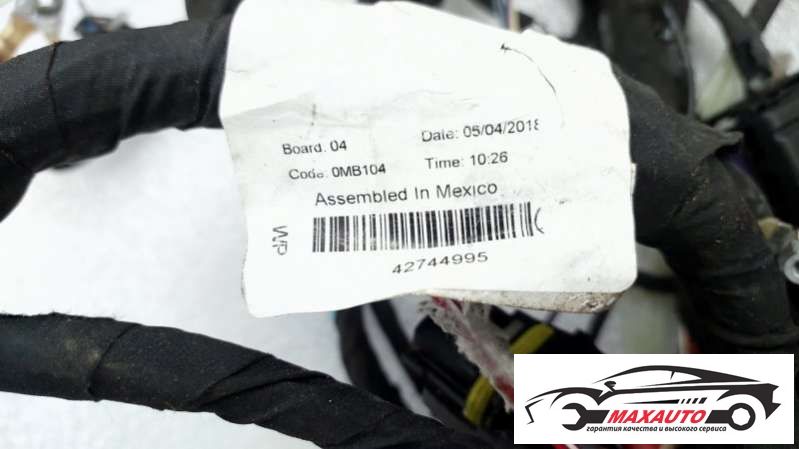 Board: 04 Date: 05/04/2018
Code: 0MB104 Time: 10:26
Assembled In Mexico
WP
42744995
MAXAUTO
гарантия качества и высокого сервиса